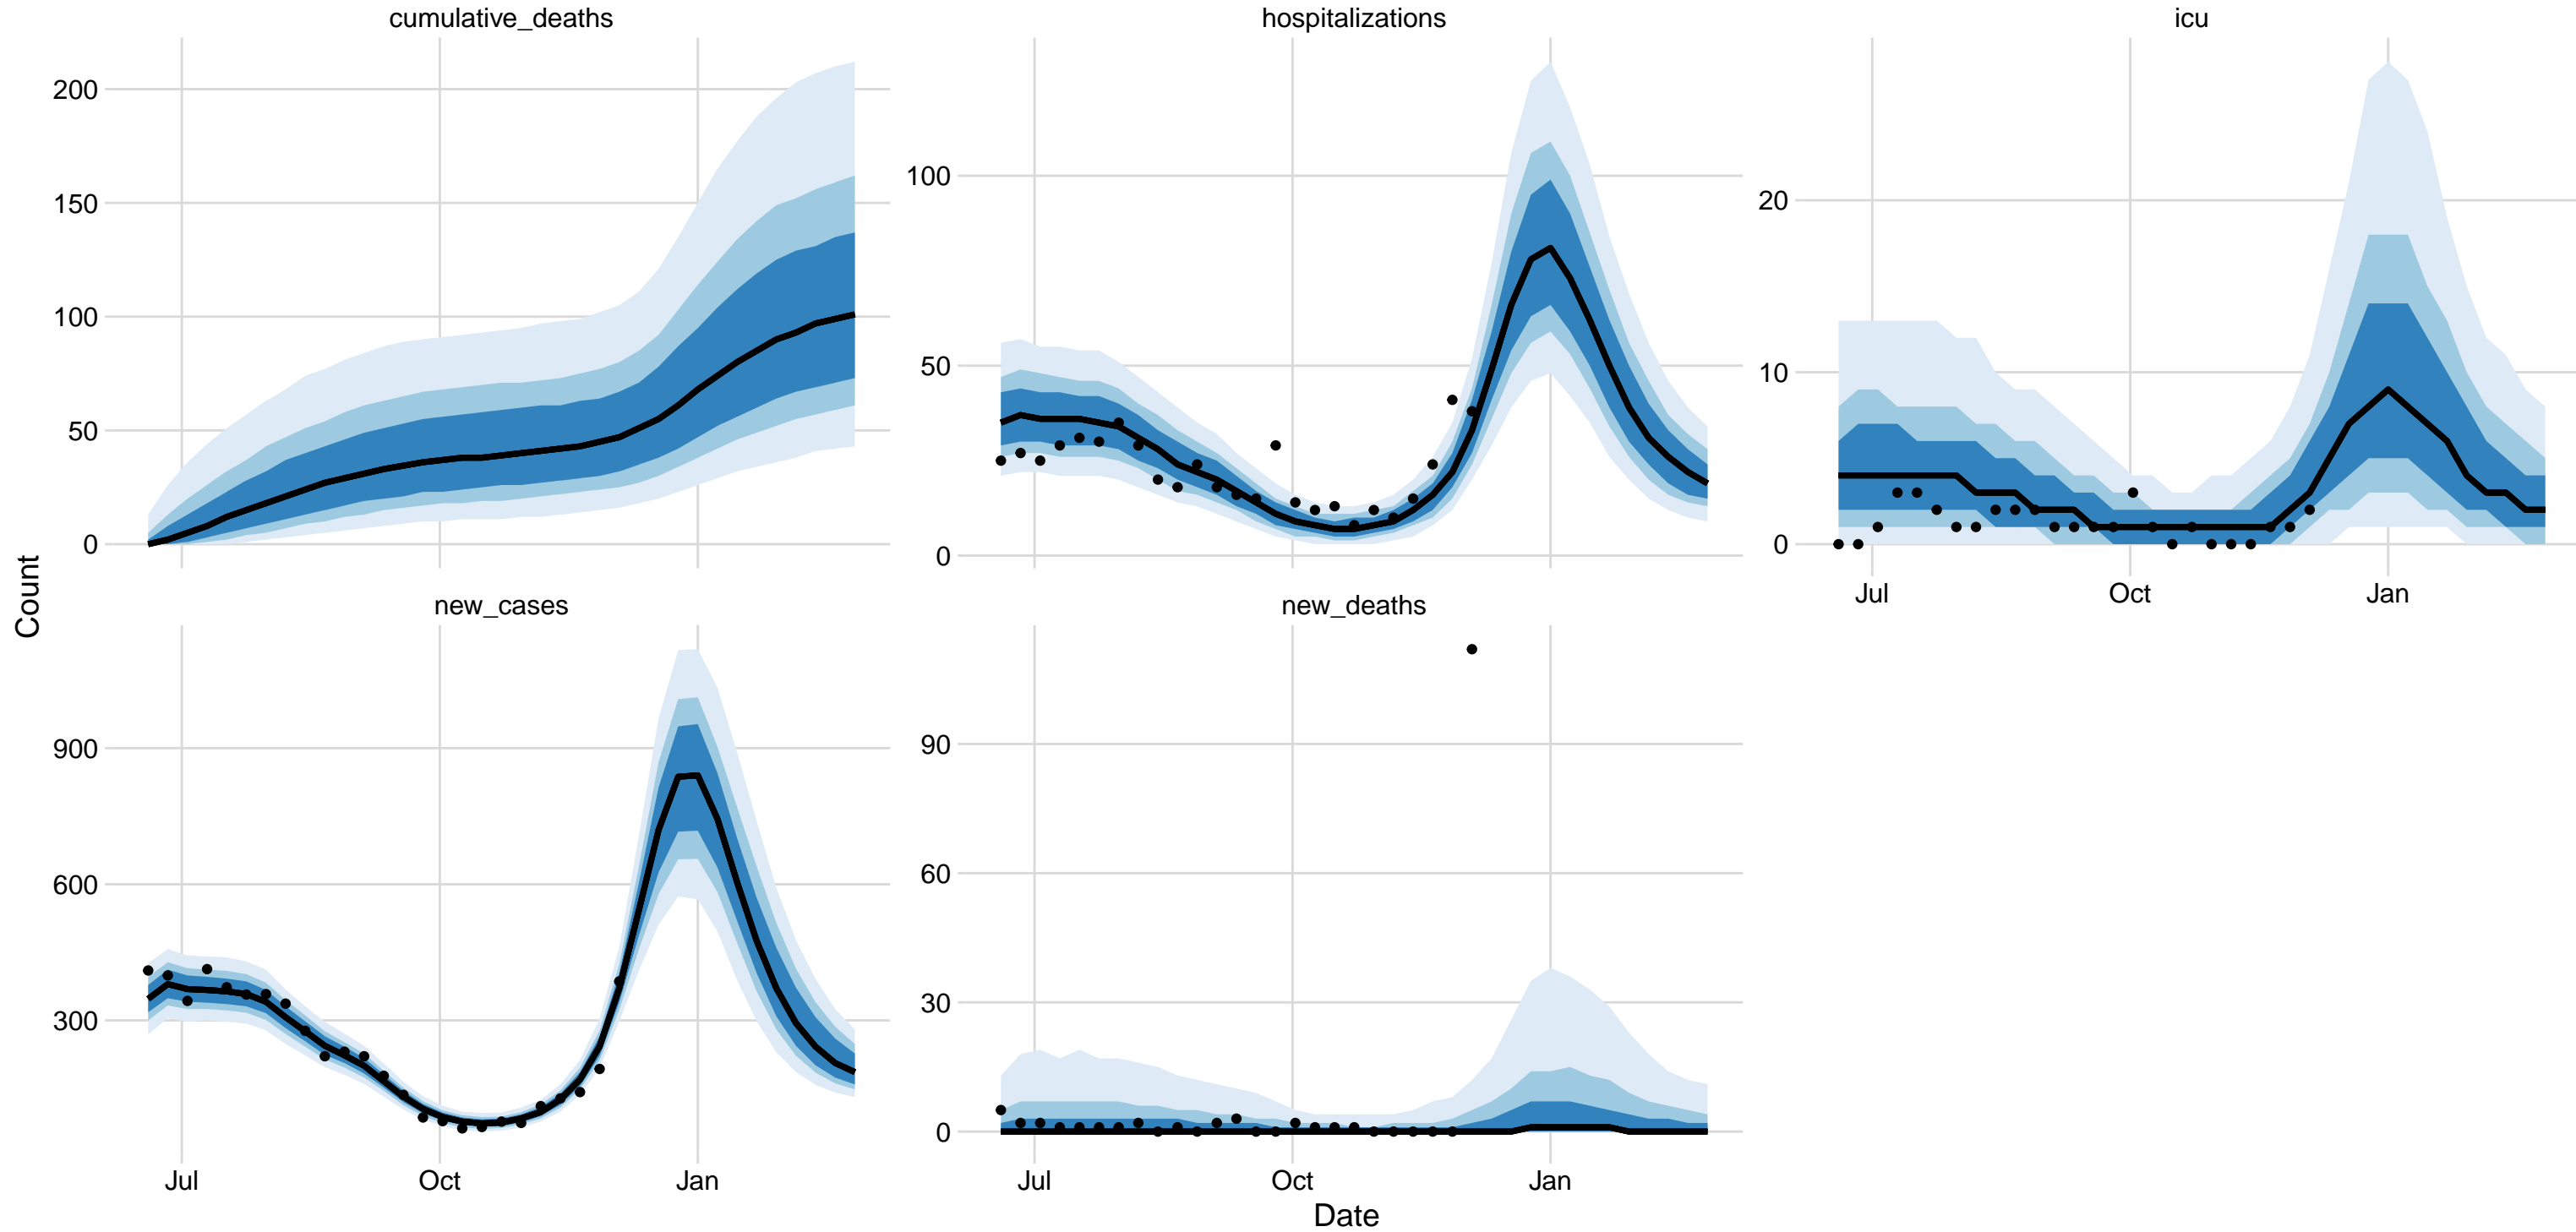 cumulative_deaths
hospitalizations
icu
200
150
100
50
0
100
50
0
20
10
0
Jul
Oct
Jan
Count
new_cases
new_deaths
900
600
300
90
60
30
0
Jul
Oct
Jan
Jul
Oct
Jan
Date